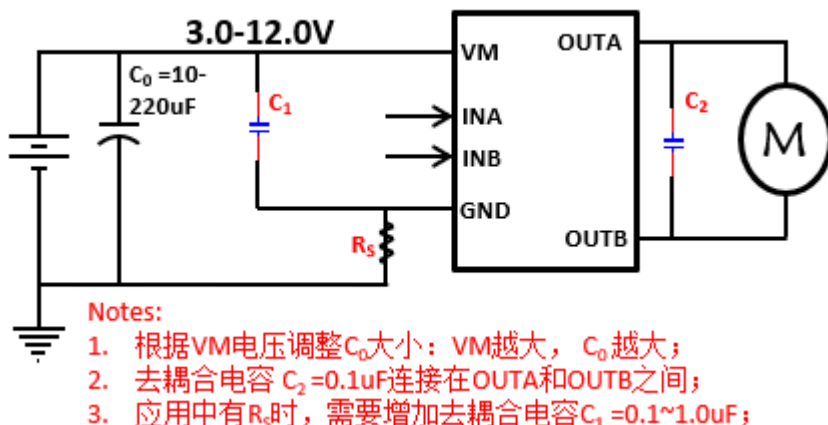 3.0-12.0V
C₀ =10-
220uF
C₁
VM
INA
INB
GND
OUTA
OUTB
C₂
M
Rₛ
Notes:
1. 根据VM电压调整C₀大小：VM越大， C₀ 越大；
2. 去耦合电容 C₂ =0.1uF连接在OUTA和OUTB之间；
3. 应用中有Rₛ时，需要增加去耦合电容C₁ =0.1~1.0uF；